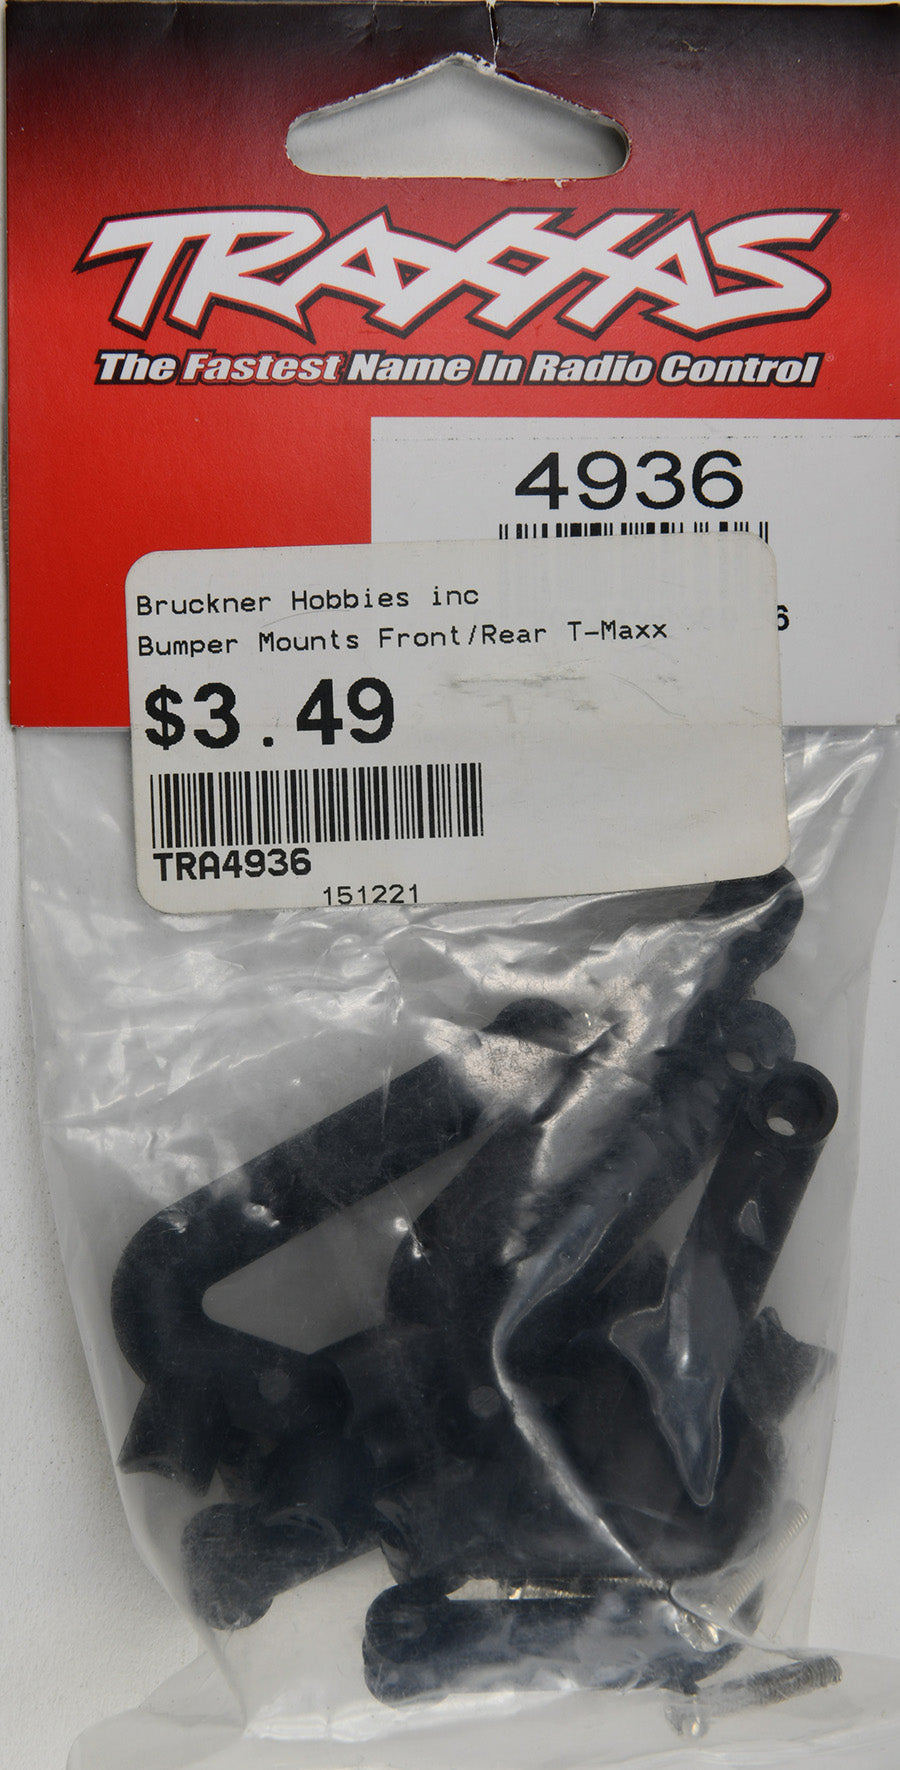 TRAXXAS
The Fastest Name In Radio Control
4936
6
Bruckner Hobbies inc
Bumper Mounts Front/Rear T-Maxx
$3.49
TRA4936
151221